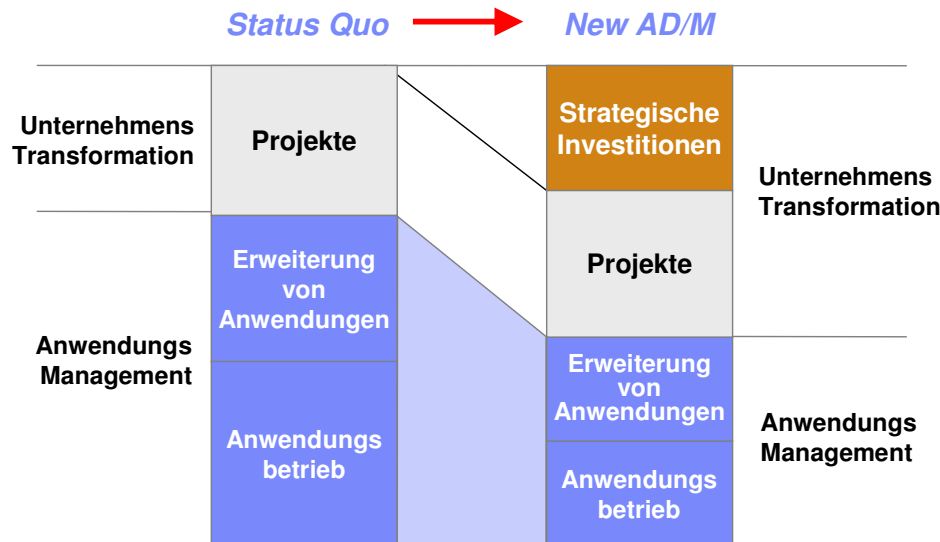 Status Quo
New AD/M
Unternehmens
Transformation
Projekte
Anwendungs
Management
Erweiterung
von
Anwendungen
Anwendungs
betrieb
Strategische
Investitionen
Projekte
Erweiterung
von
Anwendungen
Anwendungs
betrieb
Unternehmens
Transformation
Anwendungs
Management